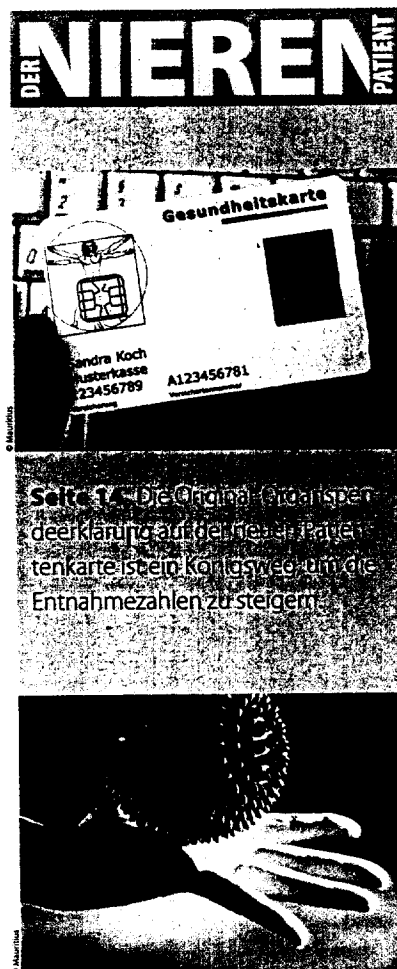 DER NIEREN PATIENT
Gesundheitskarte
andra Koch
usterkasse
23456789 A123456781
© Mauritius
Seite 14 Die Original-Organspen-
deerklärung auf der neuen Patien-
tenkarte ist ein Königsweg, um die
Entnahmezahlen zu steigern
Mauritius